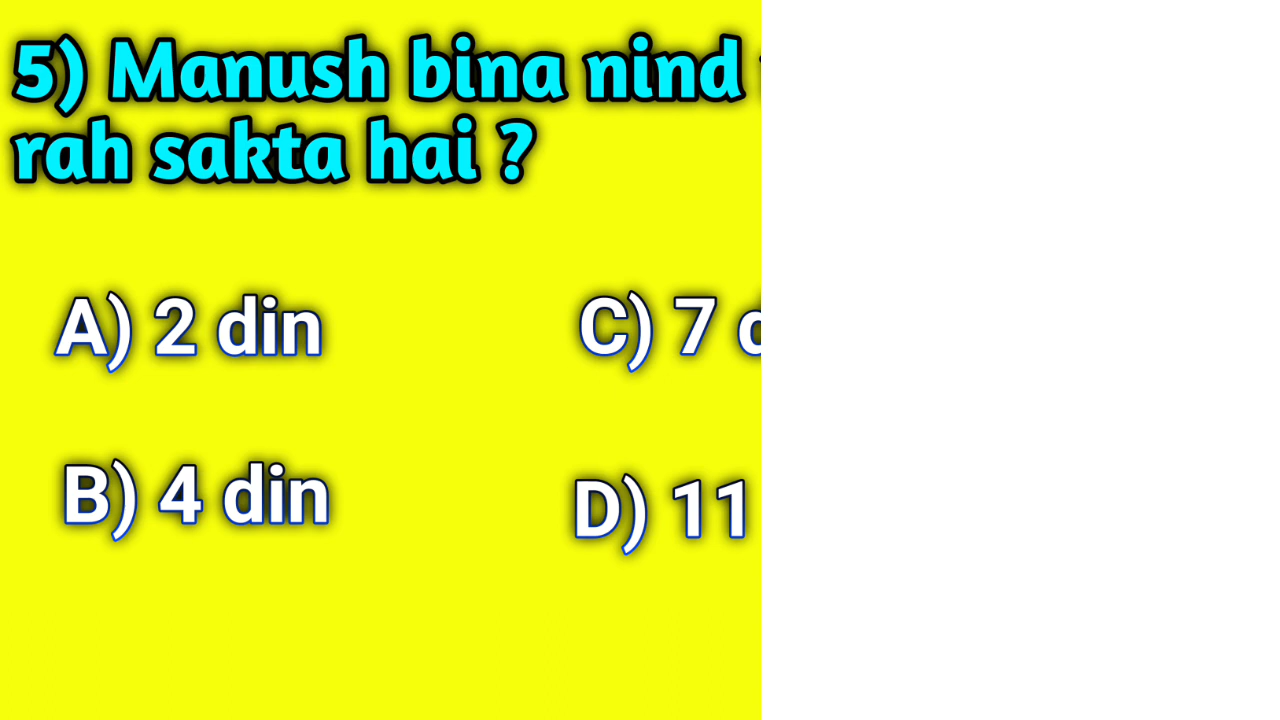 5) Manush bina nind
rah sakta hai ?
A) 2 din
C) 7
B) 4 din
D) 11